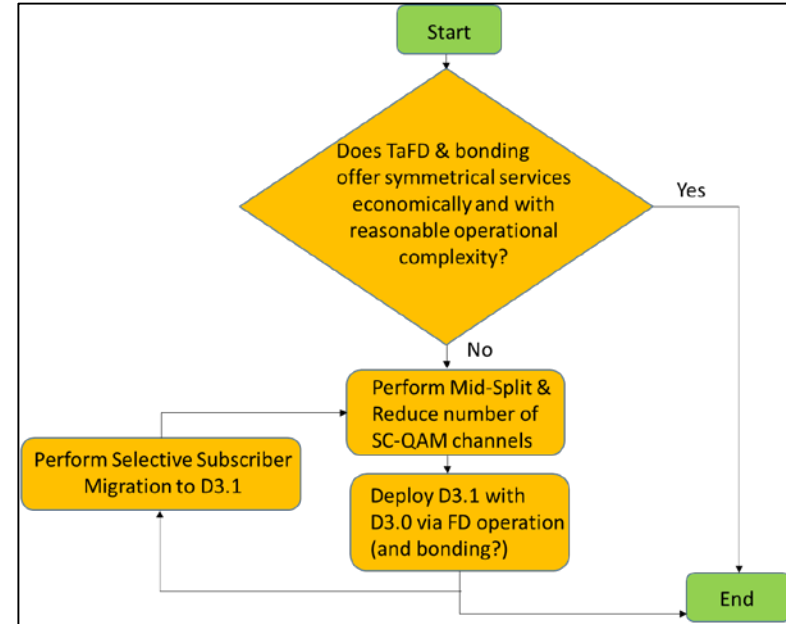 Start
Does TaFD & bonding
offer symmetrical services
economically and with
reasonable operational
complexity?
Yes
No
Perform Mid-Split &
Reduce number of
SC-QAM channels
Perform Selective Subscriber
Migration to D3.1
Deploy D3.1 with
D3.0 via FD operation
(and bonding?)
End